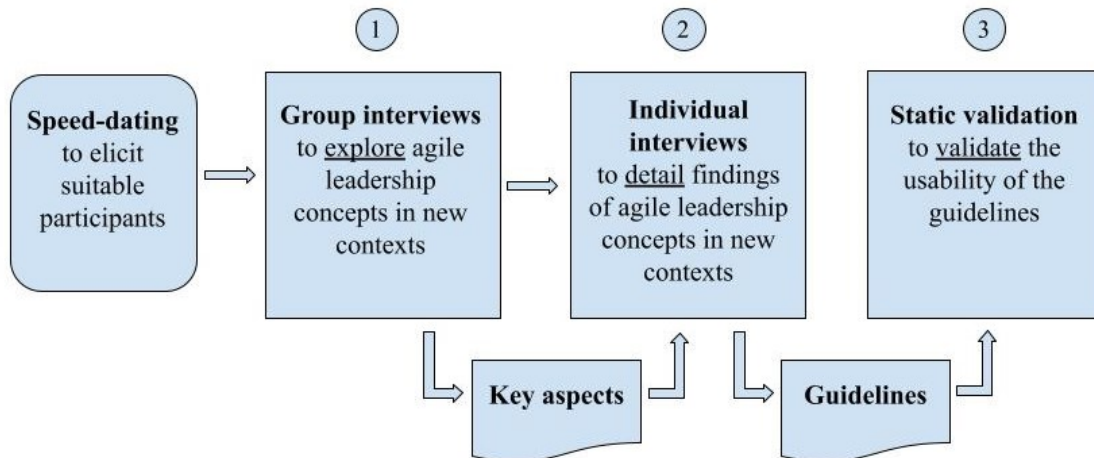 1
2
3
Speed-dating
to elicit
suitable
participants
Group interviews
to explore agile
leadership
concepts in new
contexts
Individual
interviews
to detail findings
of agile leadership
concepts in new
contexts
Static validation
to validate the
usability of the
guidelines
Key aspects
Guidelines